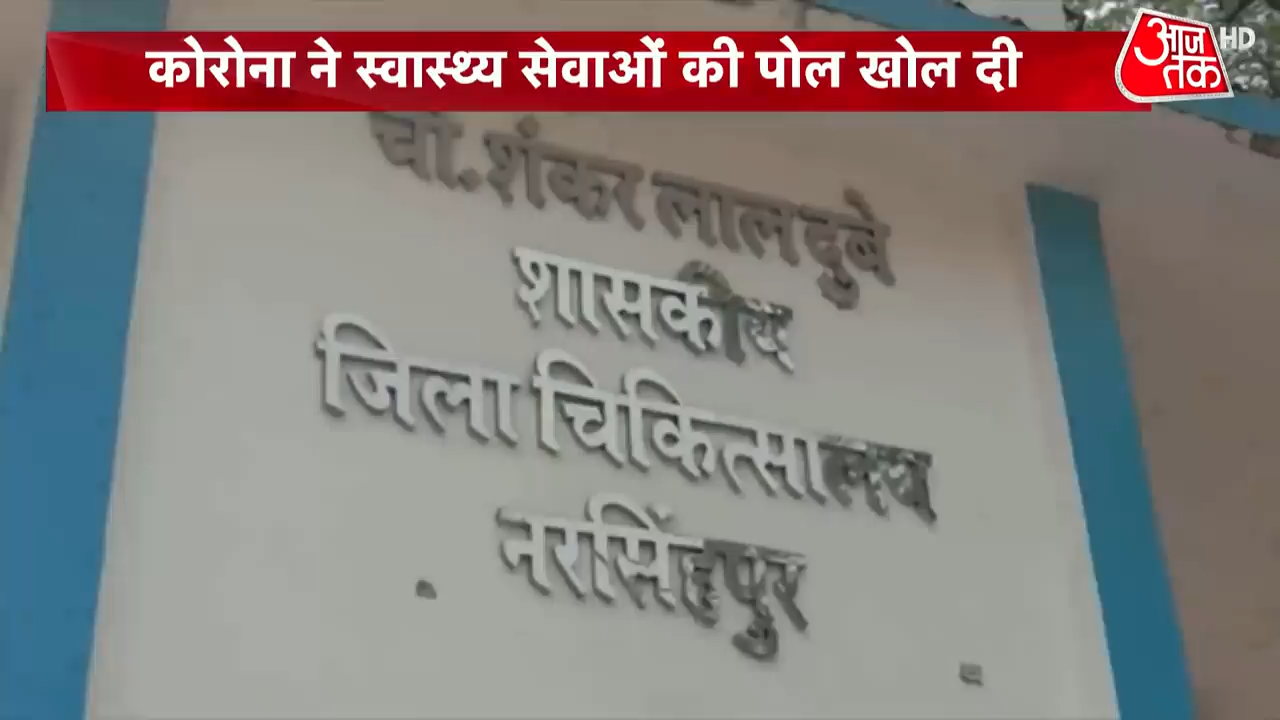 कोरोना ने स्वास्थ्य सेवाओं की पोल खोल दी
आज
तक
HD
चौ.शंकर लाल दुबे
शासकीय
जिला चिकित्सालय
नरसिंहपुर